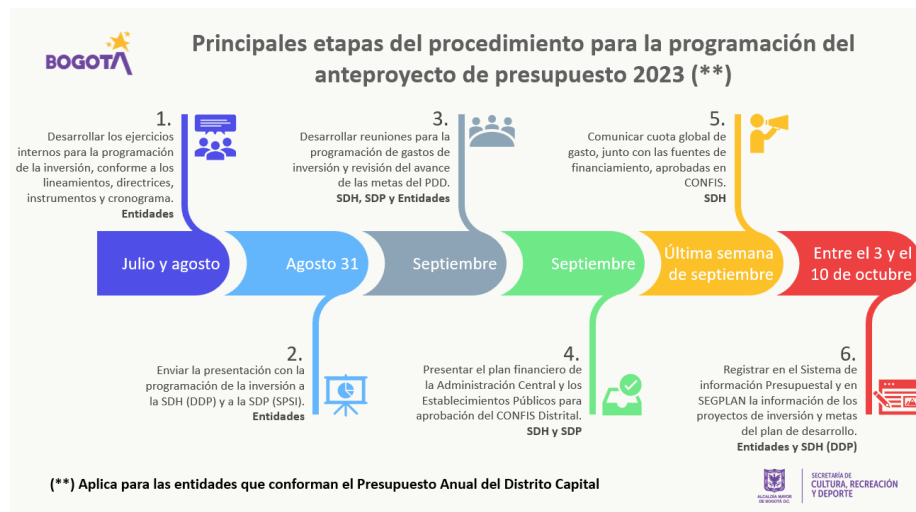 BOGOTA
Principales etapas del procedimiento para la programación del
anteproyecto de presupuesto 2023 (**)
1.
Desarrollar los ejercicios
internos para la programación
de la inversión, conforme a los
lineamientos, directrices,
instrumentos y cronograma.
Entidades
3.
Desarrollar reuniones para la
programación de gastos de
inversión y revisión del avance
de las metas del PDD.
SDH, SDP y Entidades
5.
Comunicar cuota global de
gasto, junto con las fuentes de
financiamiento, aprobadas en
CONFIS.
SDH
Julio y agosto
Agosto 31
Septiembre
Septiembre
Última semana
de septiembre
Entre el 3 y el
10 de octubre
2.
Enviar la presentación con la
programación de la inversión a
la SDH (DDP) y a la SDP (SPSI).
Entidades
4.
Presentar el plan financiero de
la Administración Central y los
Establecimientos Públicos para
aprobación del CONFIS Distrital.
SDH y SDP
6.
Registrar en el Sistema de
información Presupuestal y en
SEGPLAN la información de los
proyectos de inversión y metas
del plan de desarrollo.
Entidades y SDH (DDP)
(**) Aplica para las entidades que conforman el Presupuesto Anual del Distrito Capital
ALCALDÍA MAYOR
DE BOGOTÁ D.C.
SECRETARÍA DE
CULTURA, RECREACIÓN
Y DEPORTE